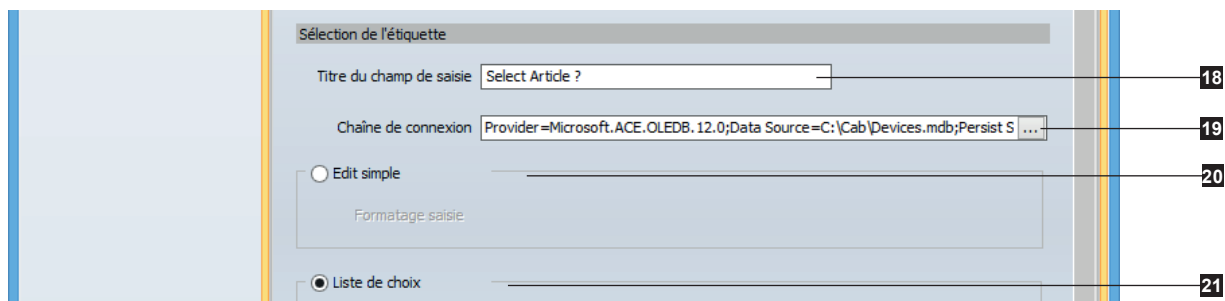 Sélection de l'étiquette
Titre du champ de saisie Select Article ? 18
Chaîne de connexion Provider=Microsoft.ACE.OLEDB.12.0;Data Source=C:\Cab\Devices.mdb;Persist S ... 19
Edit simple 20
Formatage saisie
Liste de choix 21